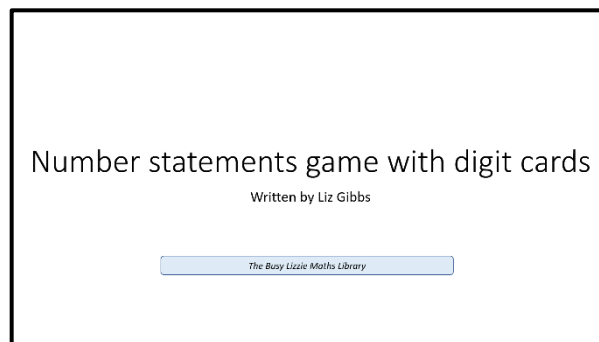 Number statements game with digit cards
Written by Liz Gibbs
The Busy Lizzie Maths Library